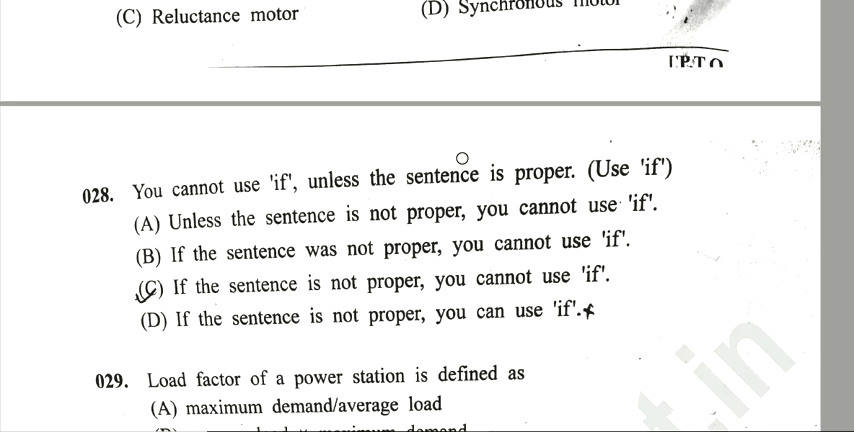 (C) Reluctance motor
(D) Synchronous motor
[P.T.O
028. You cannot use 'if', unless the sentence is proper. (Use 'if')
(A) Unless the sentence is not proper, you cannot use 'if'.
(B) If the sentence was not proper, you cannot use 'if'.
(C) If the sentence is not proper, you cannot use 'if'.
(D) If the sentence is not proper, you can use 'if'.
029. Load factor of a power station is defined as
(A) maximum demand/average load
t.in